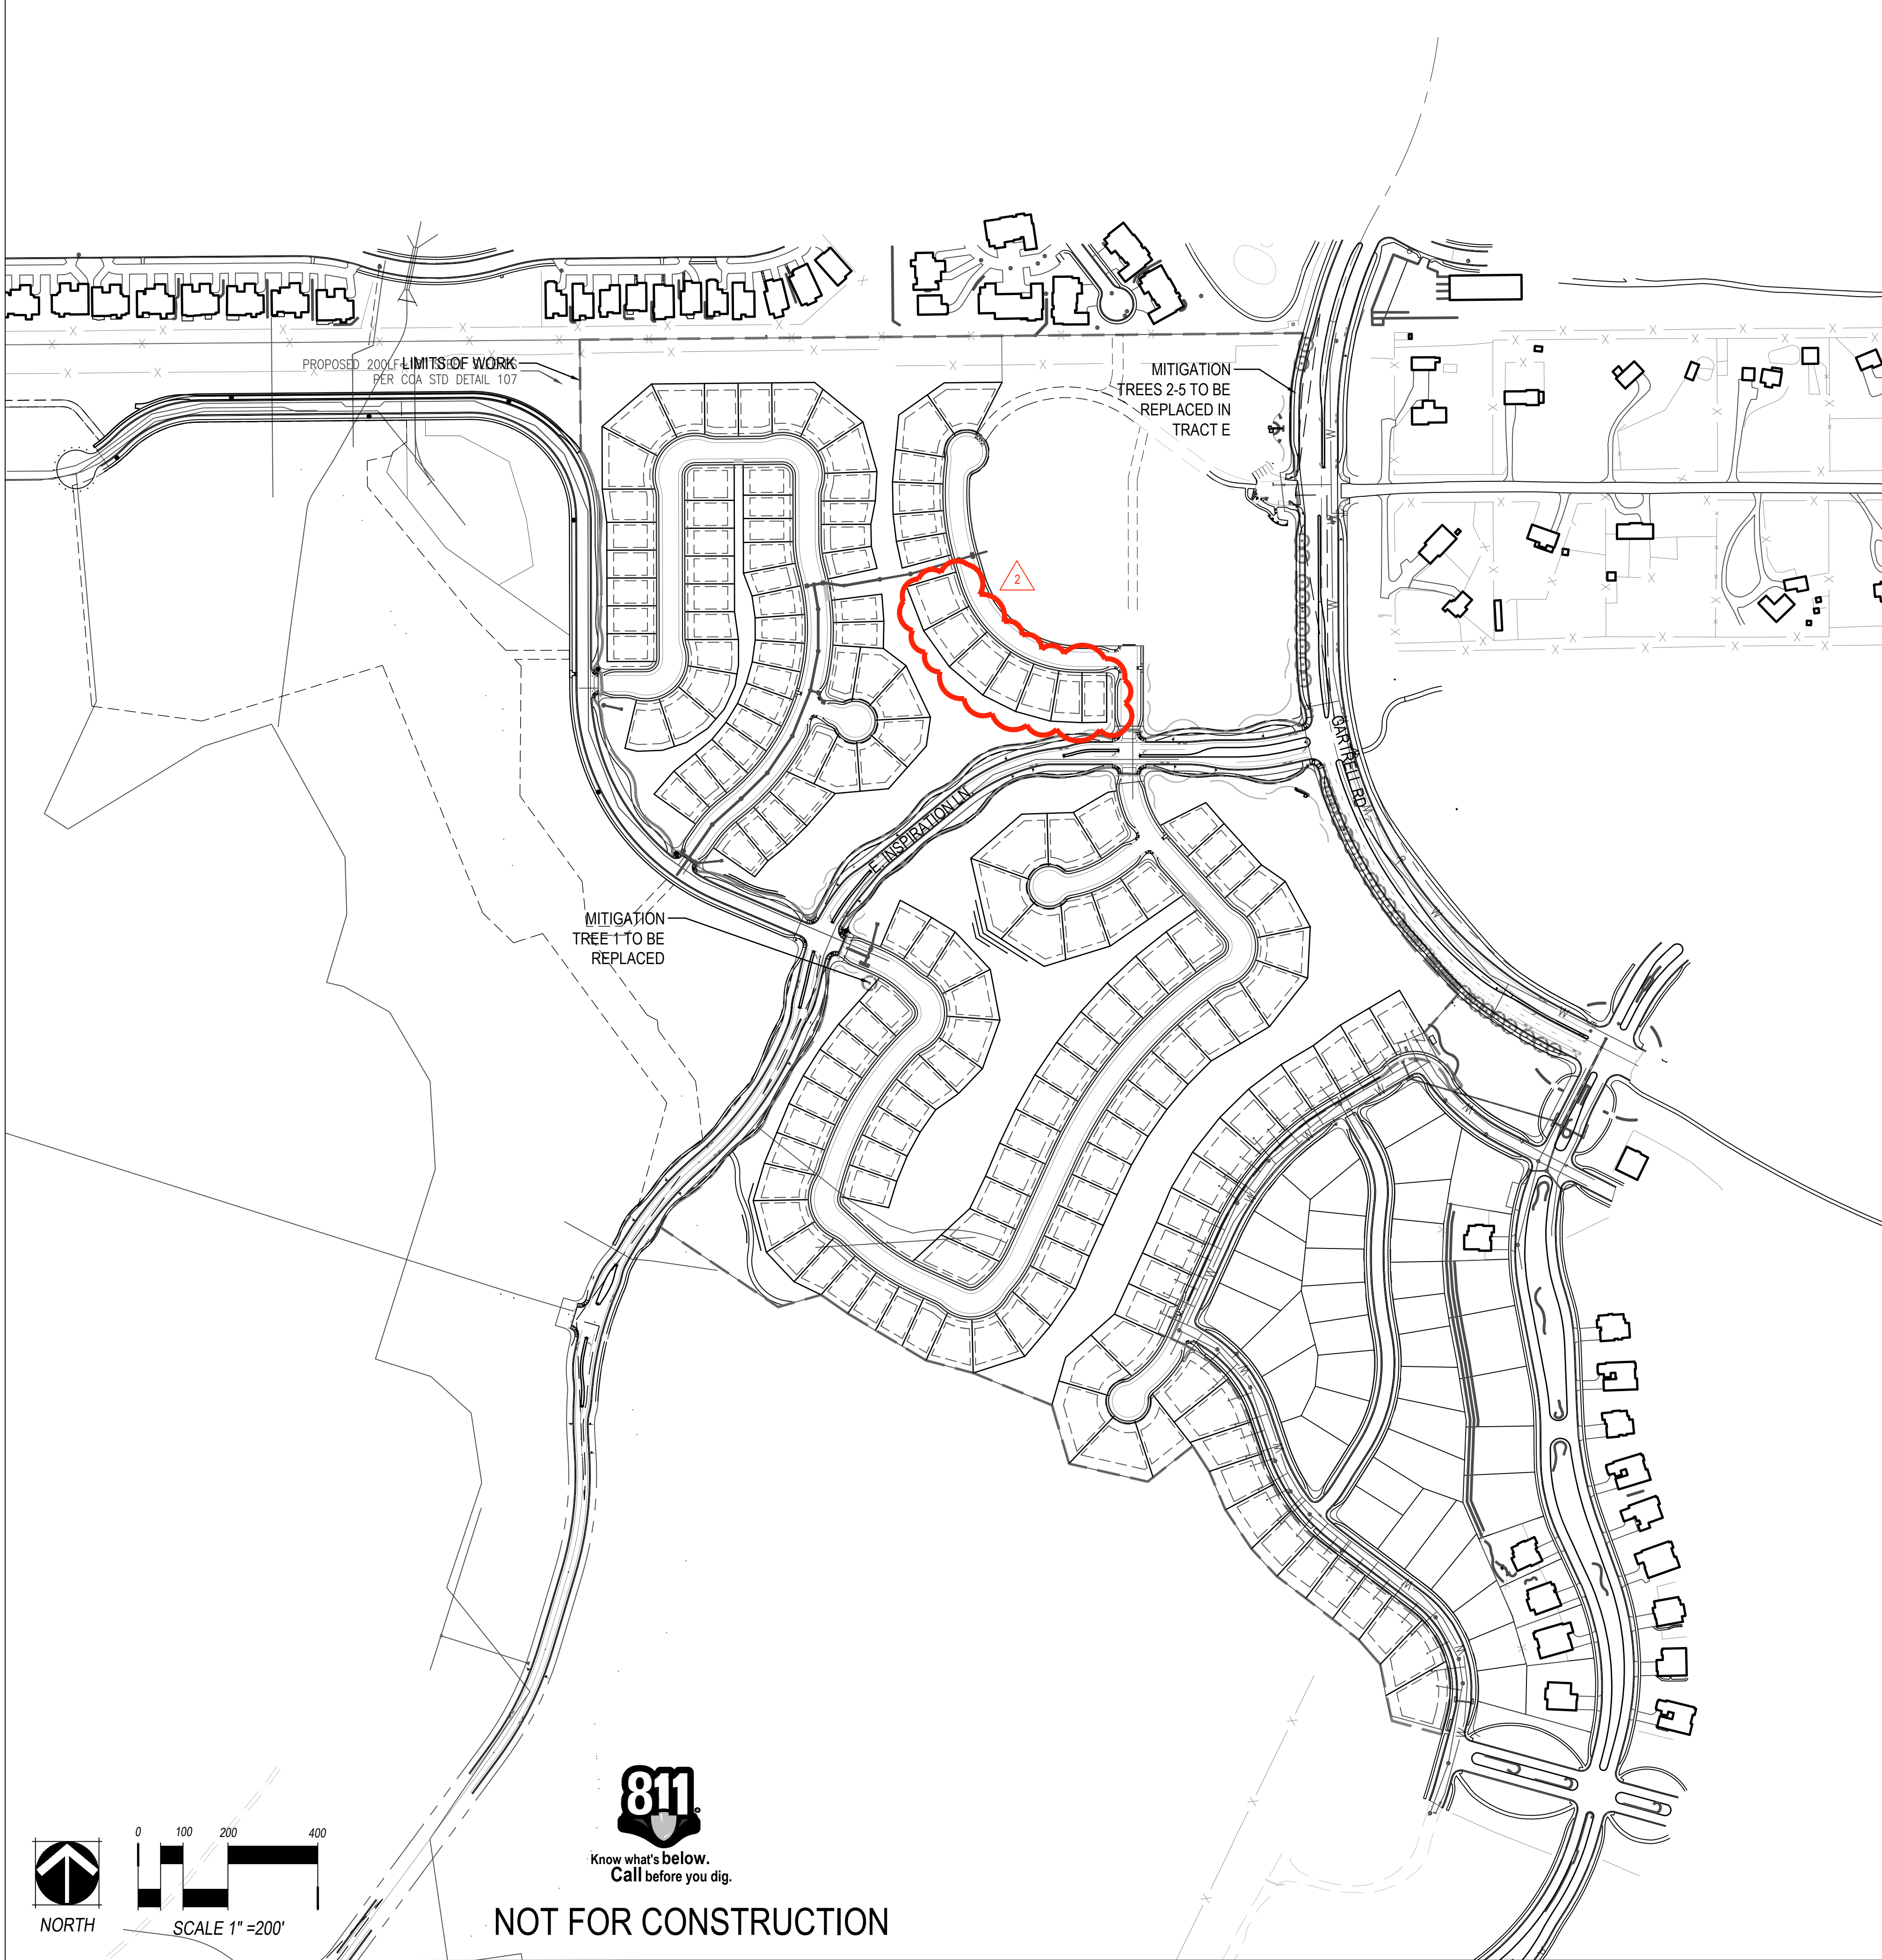 PROPOSED 200LF
LIMITS OF WORK
PER COA STD DETAIL 107
MITIGATION
TREES 2-5 TO BE
REPLACED IN
TRACT E
2
GARTRELL RD
E INSPIRATION LN
MITIGATION
TREE 1 TO BE
REPLACED
811
Know what's below.
Call before you dig.
0 100 200 400
NORTH
SCALE 1" =200'
NOT FOR CONSTRUCTION